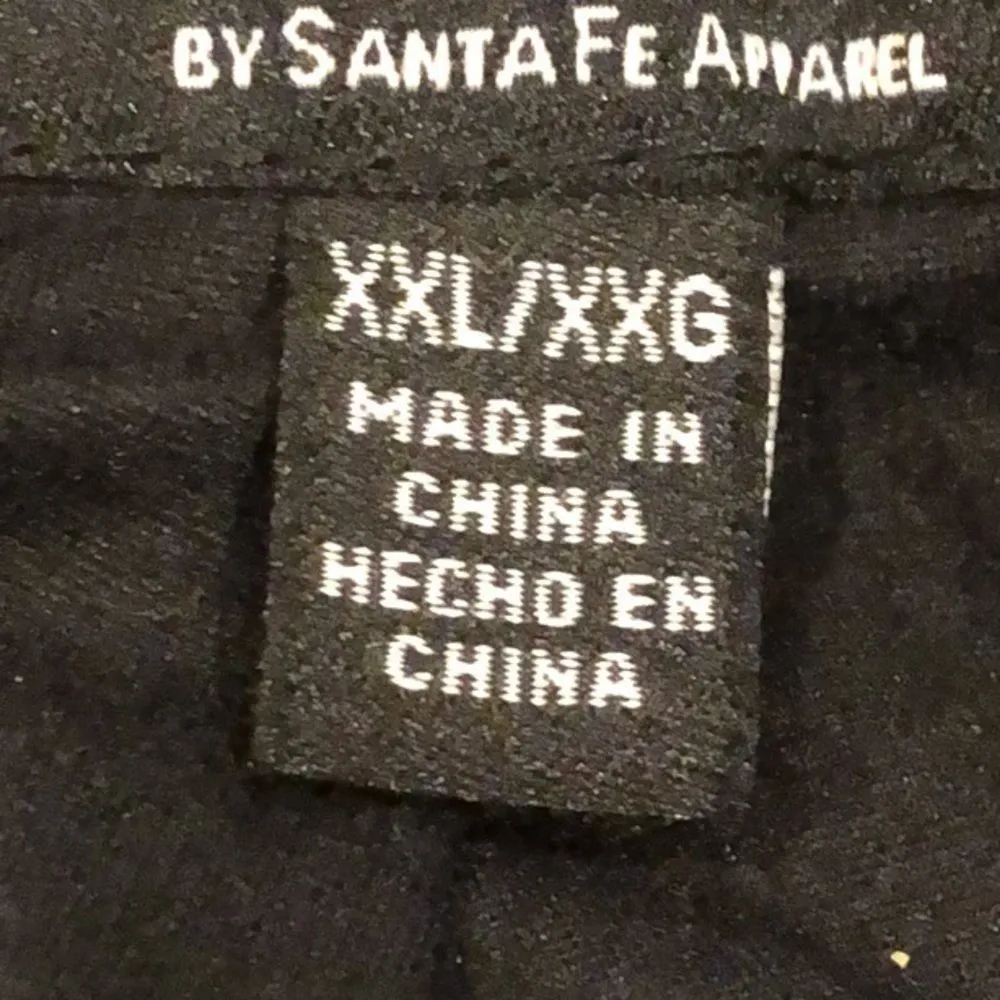 BY SANTA FE APPAREL
XXL/XXG
MADE IN
CHINA
HECHO EN
CHINA